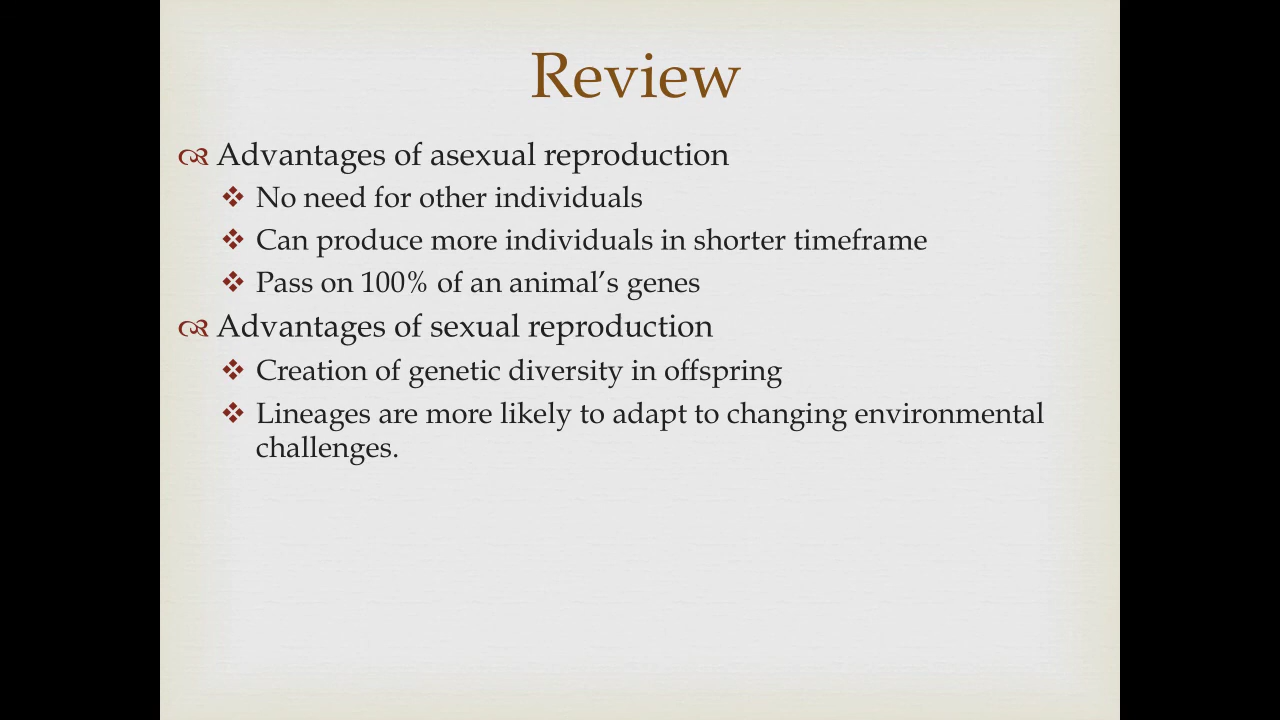 Review
Advantages of asexual reproduction
No need for other individuals
Can produce more individuals in shorter timeframe
Pass on 100% of an animal’s genes
Advantages of sexual reproduction
Creation of genetic diversity in offspring
Lineages are more likely to adapt to changing environmental
challenges.